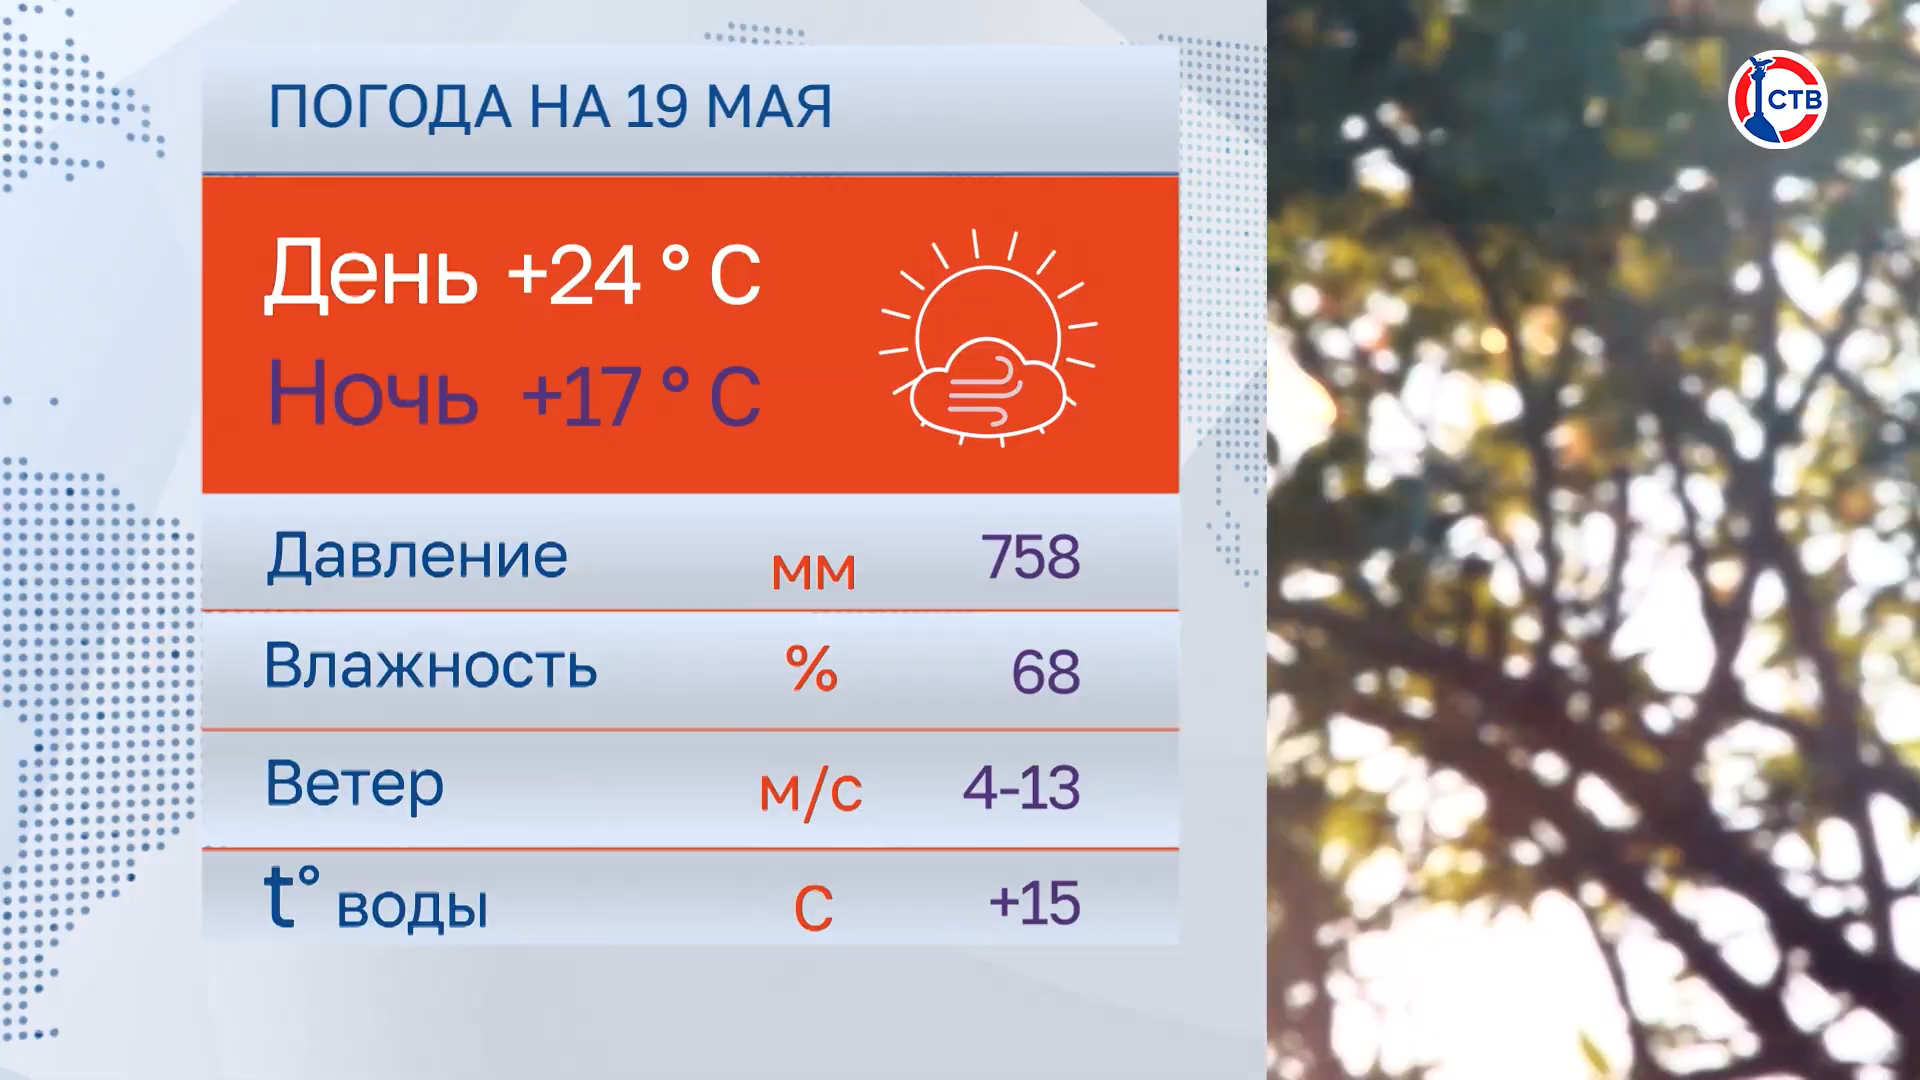 ПОГОДА НА 19 МАЯ
СТВ
День +24 ° C
Ночь +17 ° C
Давление мм 758
Влажность % 68
Ветер м/с 4-13
t° воды С +15